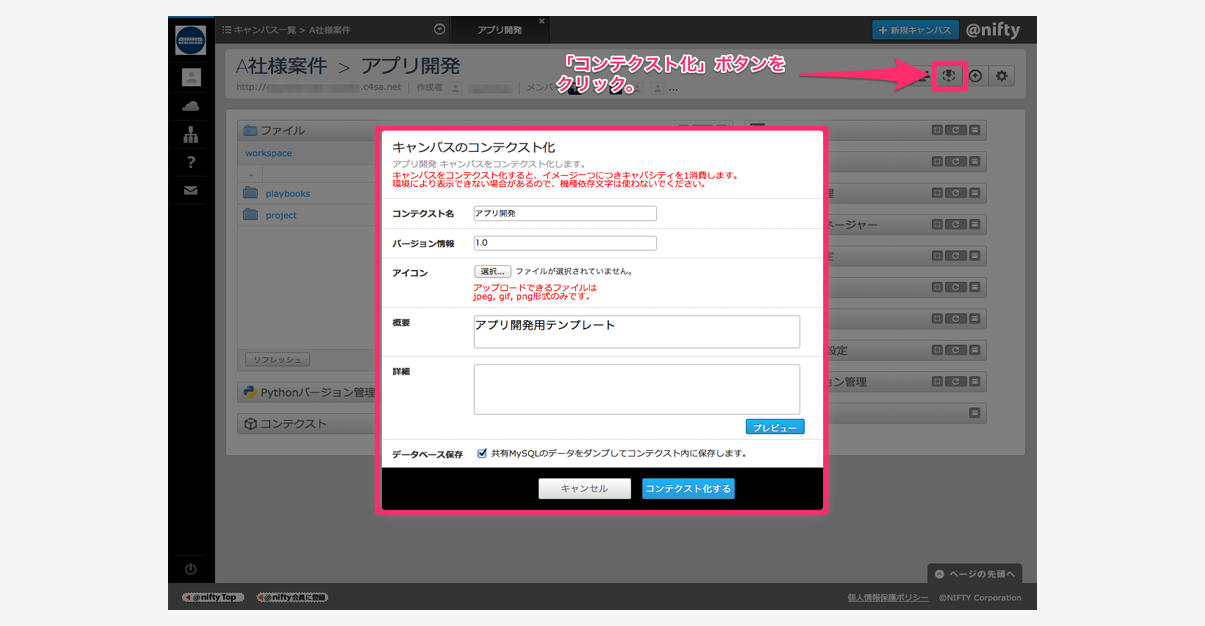 キャンバス一覧 > A社様案件
アプリ開発
+ 新規キャンバス
@nifty
A社様案件 > アプリ開発
「コンテクスト化」ボタンを
クリック。
http://
.c4sa.net
作成者
メンバー
...
ファイル
workspace
playbooks
project
リフレッシュ
Pythonバージョン管理
コンテクスト
キャンバスのコンテクスト化
アプリ開発 キャンバスをコンテクスト化します。
キャンバスをコンテクスト化すると、イメージ一つにつきキャパシティを1消費します。
環境により表示できない場合があるので、機種依存文字は使わないでください。
コンテクスト名
アプリ開発
バージョン情報
1.0
アイコン
選択... ファイルが選択されていません。
アップロードできるファイルは
jpeg, gif, png形式のみです。
概要
アプリ開発用テンプレート
詳細
プレビュー
データベース保存
共有MySQLのデータをダンプしてコンテクスト内に保存します。
キャンセル
コンテクスト化する
ネージャー
設定
ョン管理
ページの先頭へ
@nifty Top
@nifty会員に登録
個人情報保護ポリシー
©NIFTY Corporation